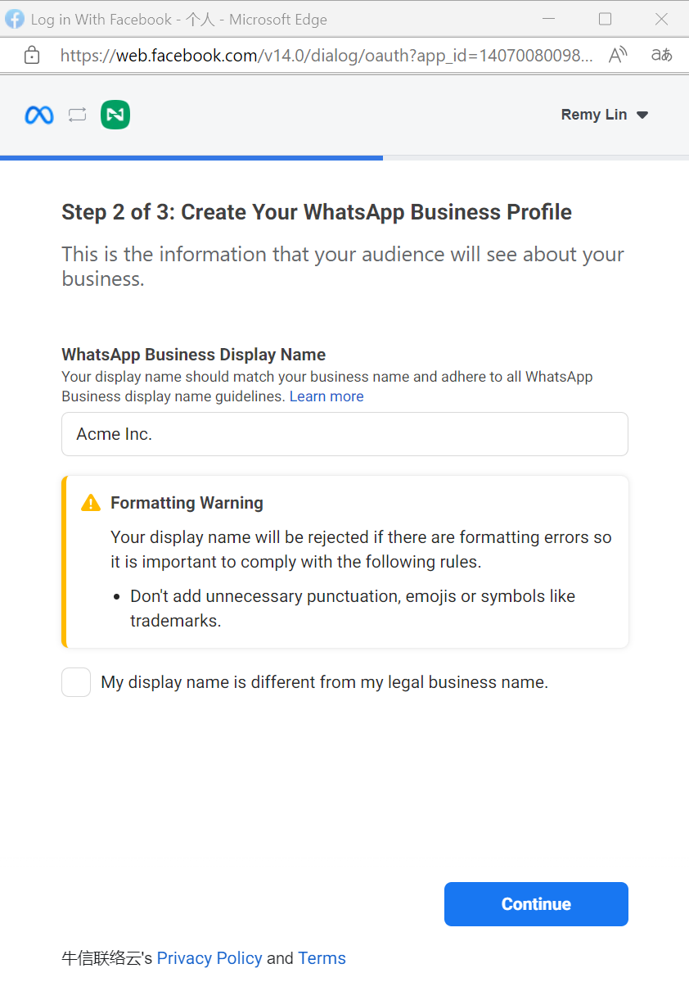 Log in With Facebook - 个人 - Microsoft Edge
https://web.facebook.com/v14.0/dialog/oauth?app_id=14070080098...
aあ
Remy Lin
Step 2 of 3: Create Your WhatsApp Business Profile
This is the information that your audience will see about your
business.
WhatsApp Business Display Name
Your display name should match your business name and adhere to all WhatsApp
Business display name guidelines. Learn more
Acme Inc.
Formatting Warning
Your display name will be rejected if there are formatting errors so
it is important to comply with the following rules.
• Don't add unnecessary punctuation, emojis or symbols like
trademarks.
My display name is different from my legal business name.
Continue
牛信联络云's Privacy Policy and Terms